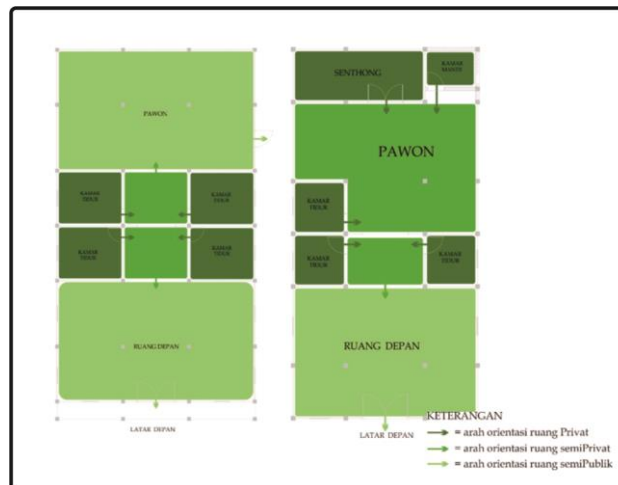 PAWON
KAMAR
TIDUR
KAMAR
TIDUR
KAMAR
TIDUR
KAMAR
TIDUR
RUANG DEPAN
LATAR DEPAN
SENTHONG
KAMAR
MANDI
PAWON
KAMAR
TIDUR
KAMAR
TIDUR
KAMAR
TIDUR
RUANG DEPAN
LATAR DEPAN
KETERANGAN
= arah orientasi ruang Privat
= arah orientasi ruang semiPrivat
= arah orientasi ruang semiPublik